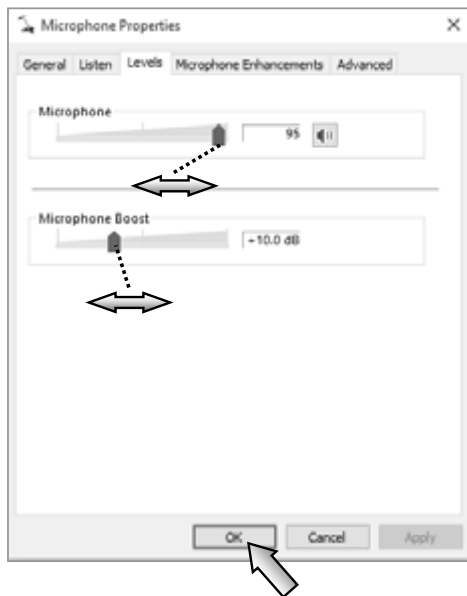 Microphone Properties
General Listen Levels Microphone Enhancements Advanced
Microphone
95
Microphone Boost
+10.0 dB
OK Cancel Apply